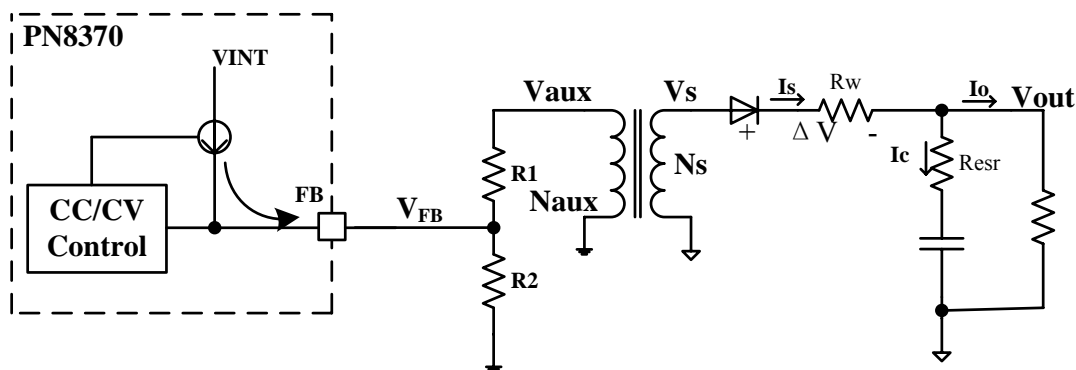 PN8370
VINT
CC/CV
Control
FB
VFB
Vaux
R1
Naux
R2
Vs
Ns
Is
Rw
+ Δ V -
Io
Vout
Ic
Resr